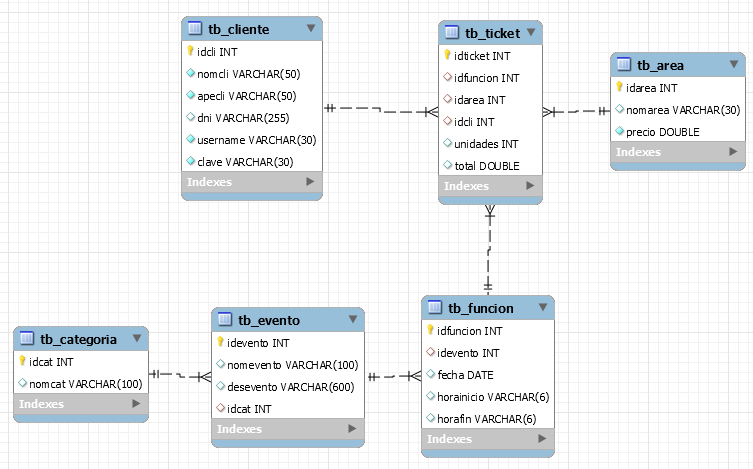 tb_cliente
idcli INT
nomcli VARCHAR(50)
apecli VARCHAR(50)
dni VARCHAR(255)
username VARCHAR(30)
clave VARCHAR(30)
Indexes
tb_ticket
idticket INT
idfuncion INT
idarea INT
idcli INT
unidades INT
total DOUBLE
Indexes
tb_area
idarea INT
nomarea VARCHAR(30)
precio DOUBLE
Indexes
tb_categoria
idcat INT
nomcat VARCHAR(100)
Indexes
tb_evento
idevento INT
nomevento VARCHAR(100)
desevento VARCHAR(600)
idcat INT
Indexes
tb_funcion
idfuncion INT
idevento INT
fecha DATE
horainicio VARCHAR(6)
horafin VARCHAR(6)
Indexes